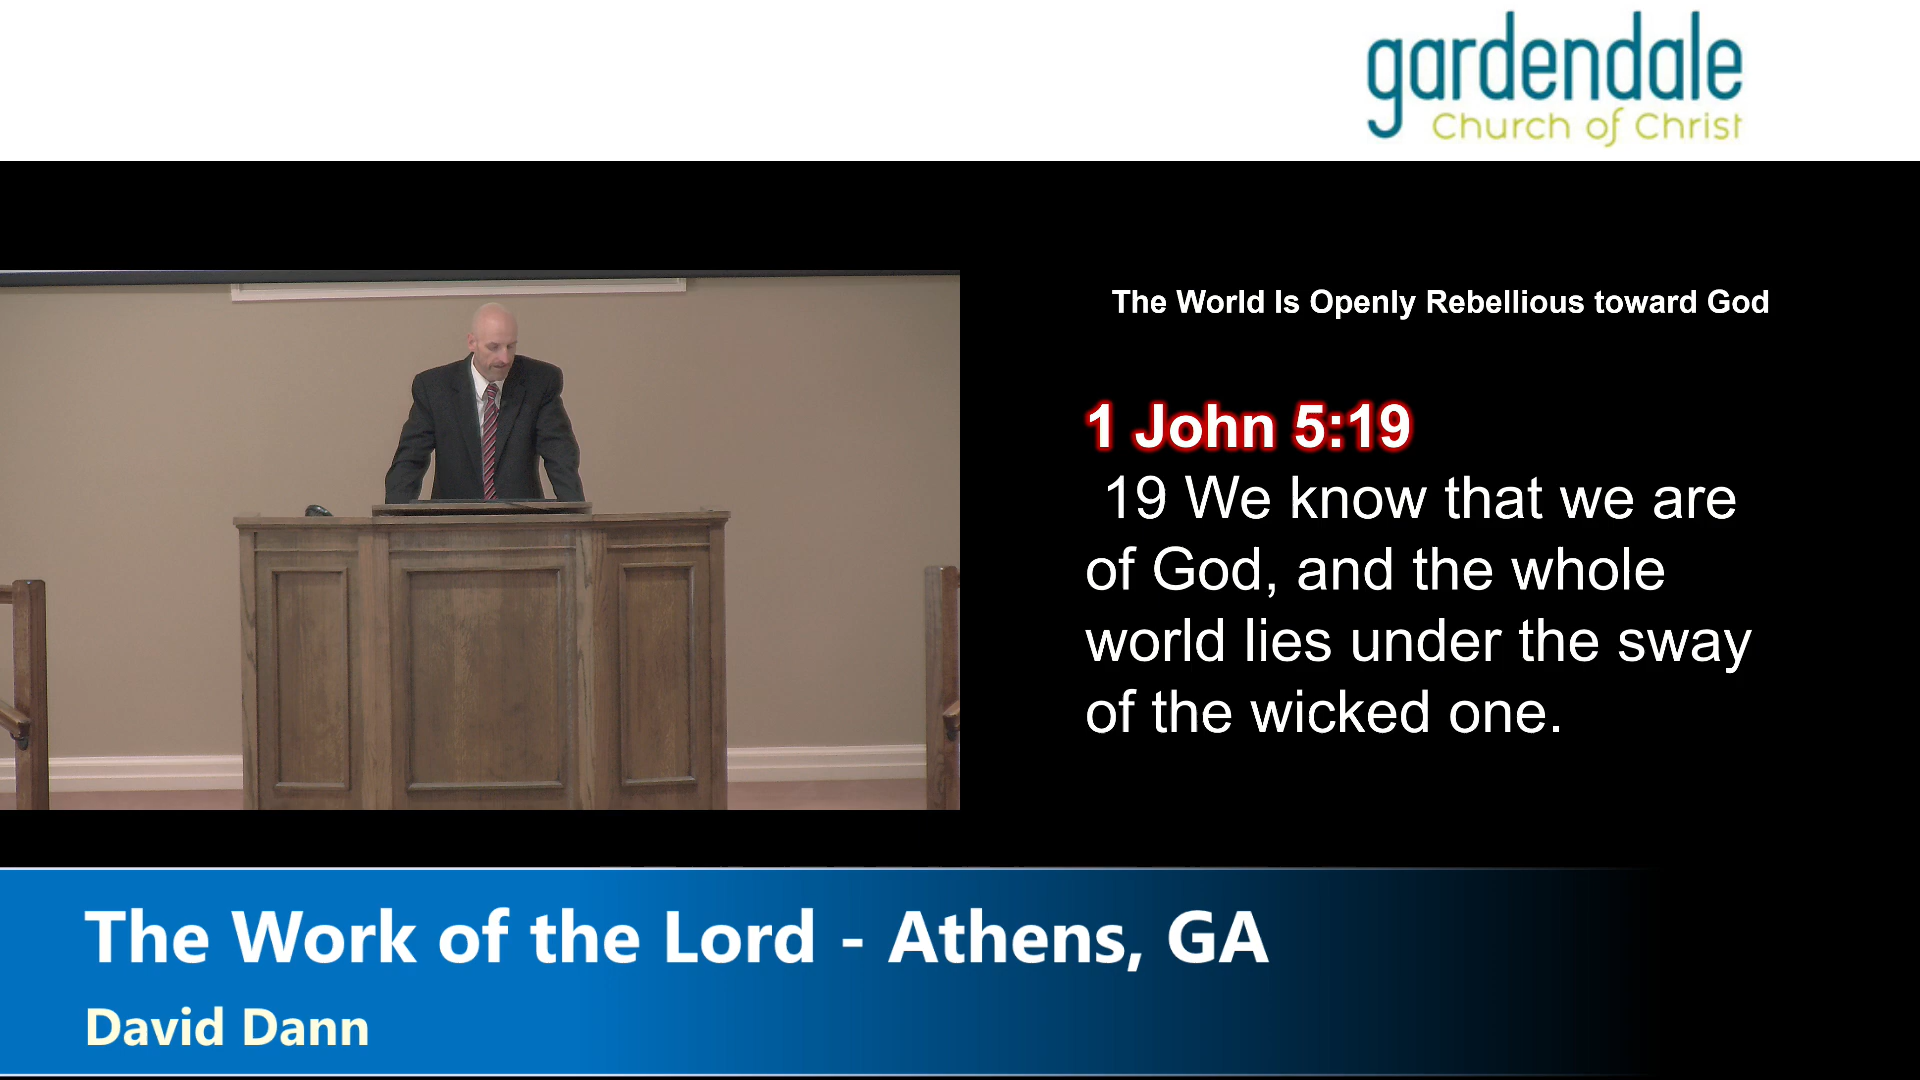 gardendale
Church of Christ
The World Is Openly Rebellious toward God
1 John 5:19
19 We know that we are
of God, and the whole
world lies under the sway
of the wicked one.
The Work of the Lord - Athens, GA
David Dann